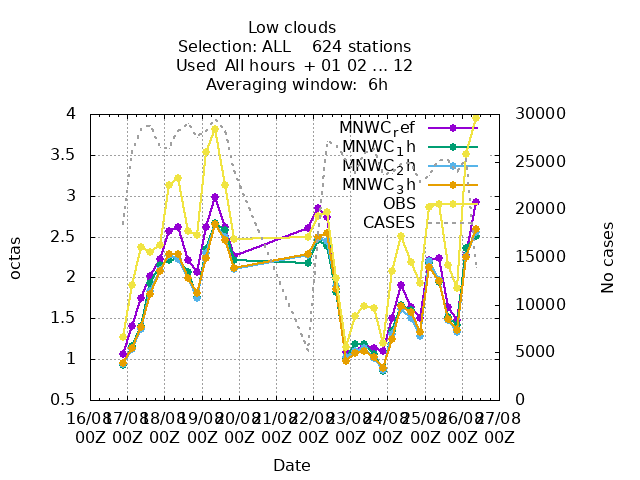 Low clouds
Selection: ALL    624 stations
Used  All hours  + 01 02 ... 12
Averaging window:  6h
octas
No cases
4
3.5
3
2.5
2
1.5
1
0.5
30000
25000
20000
15000
10000
5000
0
MNWC_ref
MNWC_1h
MNWC_2h
MNWC_3h
OBS
CASES
16/08 17/08 18/08 19/08 20/08 21/08 22/08 23/08 24/08 25/08 26/08 27/08
00Z 00Z 00Z 00Z 00Z 00Z 00Z 00Z 00Z 00Z 00Z 00Z
Date